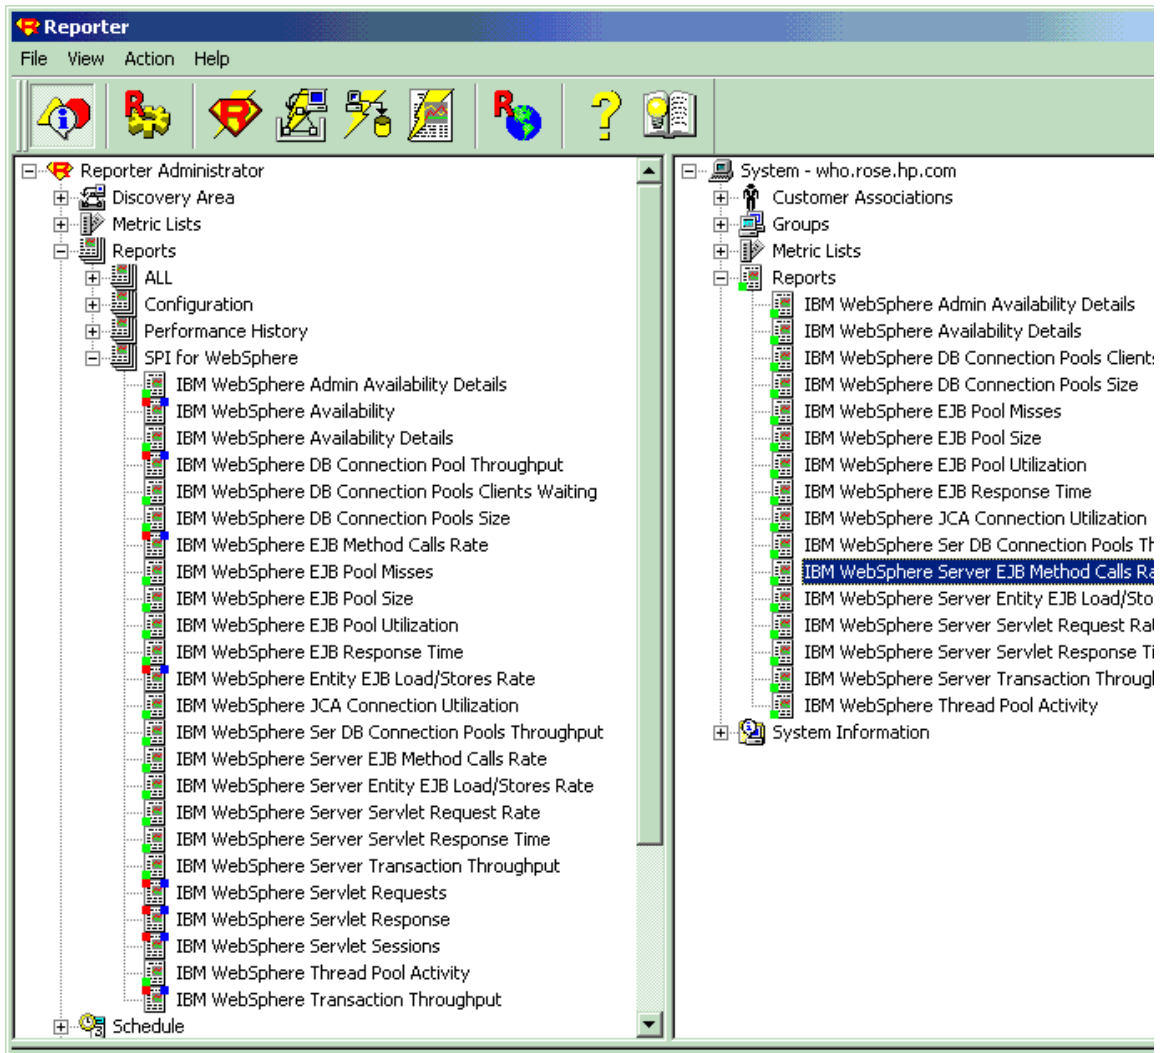 Reporter
File View Action Help
Reporter Administrator
Discovery Area
Metric Lists
Reports
ALL
Configuration
Performance History
SPI for WebSphere
IBM WebSphere Admin Availability Details
IBM WebSphere Availability
IBM WebSphere Availability Details
IBM WebSphere DB Connection Pool Throughput
IBM WebSphere DB Connection Pools Clients Waiting
IBM WebSphere DB Connection Pools Size
IBM WebSphere EJB Method Calls Rate
IBM WebSphere EJB Pool Misses
IBM WebSphere EJB Pool Size
IBM WebSphere EJB Pool Utilization
IBM WebSphere EJB Response Time
IBM WebSphere Entity EJB Load/Stores Rate
IBM WebSphere JCA Connection Utilization
IBM WebSphere Ser DB Connection Pools Throughput
IBM WebSphere Server EJB Method Calls Rate
IBM WebSphere Server Entity EJB Load/Stores Rate
IBM WebSphere Server Servlet Request Rate
IBM WebSphere Server Servlet Response Time
IBM WebSphere Server Transaction Throughput
IBM WebSphere Servlet Requests
IBM WebSphere Servlet Response
IBM WebSphere Servlet Sessions
IBM WebSphere Thread Pool Activity
IBM WebSphere Transaction Throughput
Schedule
System - who.rose.hp.com
Customer Associations
Groups
Metric Lists
Reports
IBM WebSphere Admin Availability Details
IBM WebSphere Availability Details
IBM WebSphere DB Connection Pools Clients
IBM WebSphere DB Connection Pools Size
IBM WebSphere EJB Pool Misses
IBM WebSphere EJB Pool Size
IBM WebSphere EJB Pool Utilization
IBM WebSphere EJB Response Time
IBM WebSphere JCA Connection Utilization
IBM WebSphere Ser DB Connection Pools Th
IBM WebSphere Server EJB Method Calls Ra
IBM WebSphere Server Entity EJB Load/Sto
IBM WebSphere Server Servlet Request Rat
IBM WebSphere Server Servlet Response Ti
IBM WebSphere Server Transaction Through
IBM WebSphere Thread Pool Activity
System Information